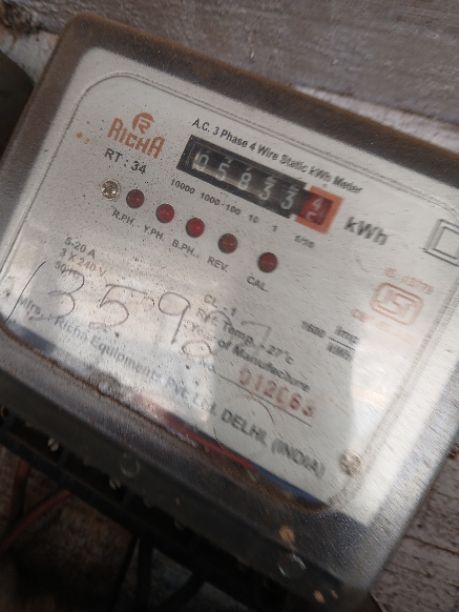 RICHA
RT : 34
A.C. 3 Phase 4 Wire Static kWh Meter
05833
kWh
10000 1000 100 10 1 1/10
R.PH. Y.PH. B.PH. REV. CAL.
5-20 A
3 X 240 V
50Hz
CL : 1
Ref. Temp. 27°c
Year of Manufacture
1600
012063
Mfrs. Richa Equipments Pvt. Ltd. DELHI, (INDIA)